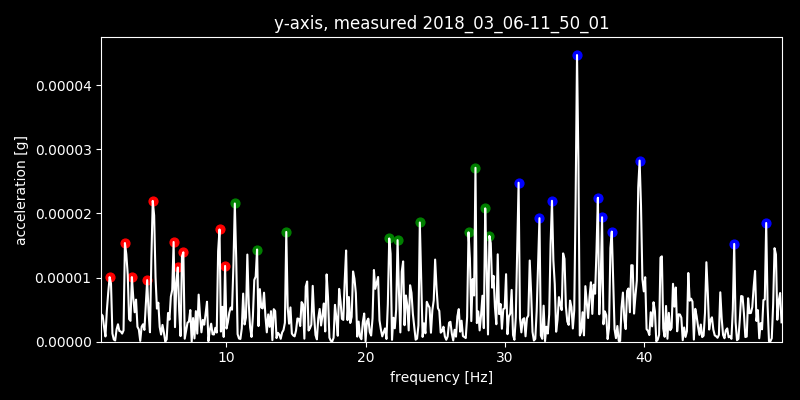 y-axis, measured 2018_03_06-11_50_01
0.00004
0.00003
0.00002
0.00001
0.00000
acceleration [g]
10 20 30 40
frequency [Hz]